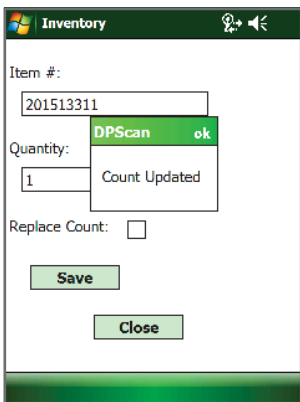 Inventory
Item #:
201513311
DPScan ok
Quantity:
Count Updated
1
Replace Count:
Save
Close